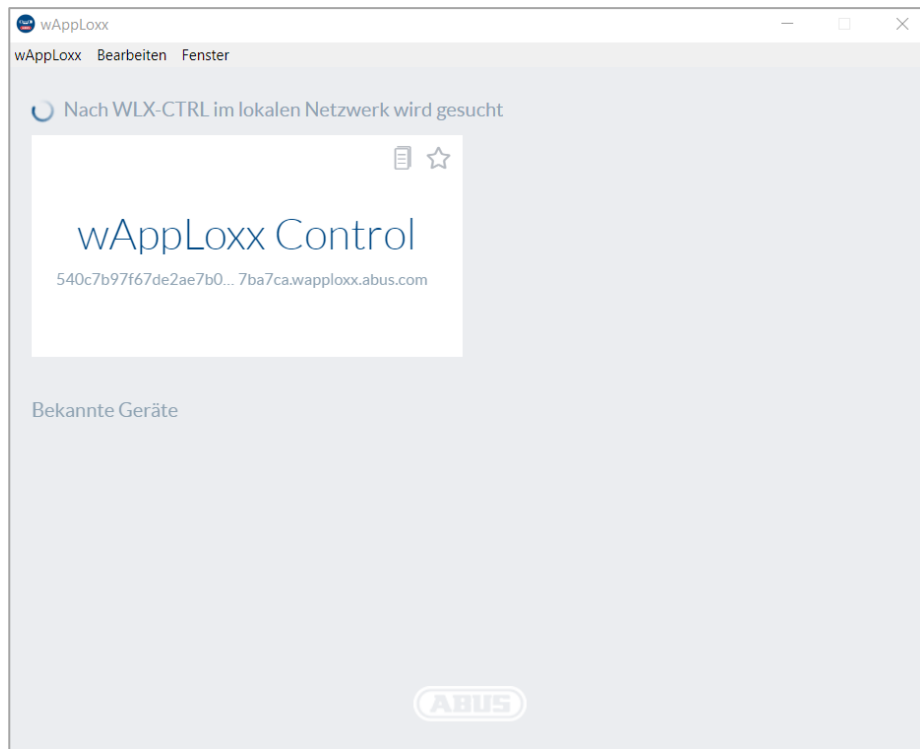 wAppLoxx
wAppLoxx Bearbeiten Fenster
Nach WLX-CTRL im lokalen Netzwerk wird gesucht
wAppLoxx Control
540c7b97f67de2ae7b0... 7ba7ca.wapploxx.abus.com
Bekannte Geräte
ABUS